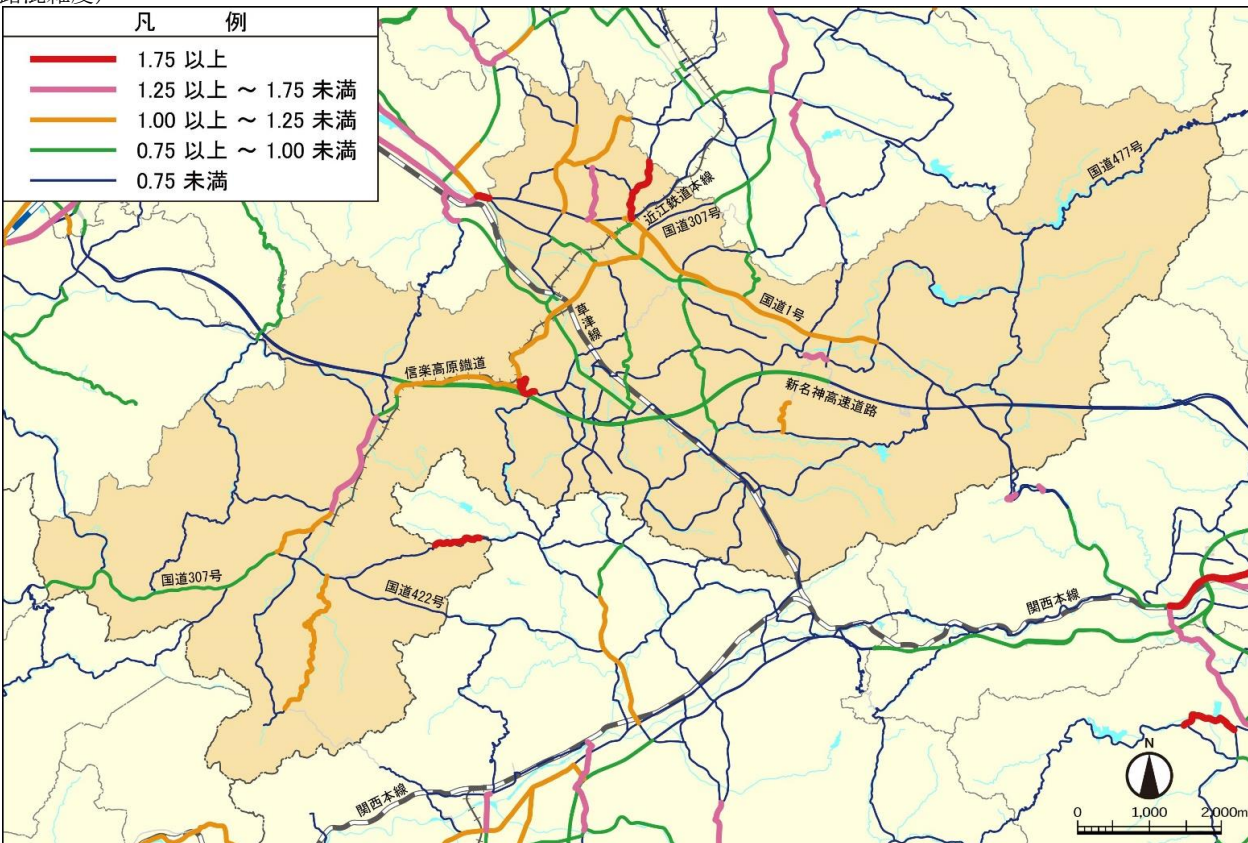 凡 例
1.75 以上
1.25 以上 ～ 1.75 未満
1.00 以上 ～ 1.25 未満
0.75 以上 ～ 1.00 未満
0.75 未満
国道477号
近江鉄道本線
国道307号
国道1号
草津線
信楽高原鐵道
新名神高速道路
国道307号
国道422号
関西本線
関西本線
N
0 1,000 2,000m